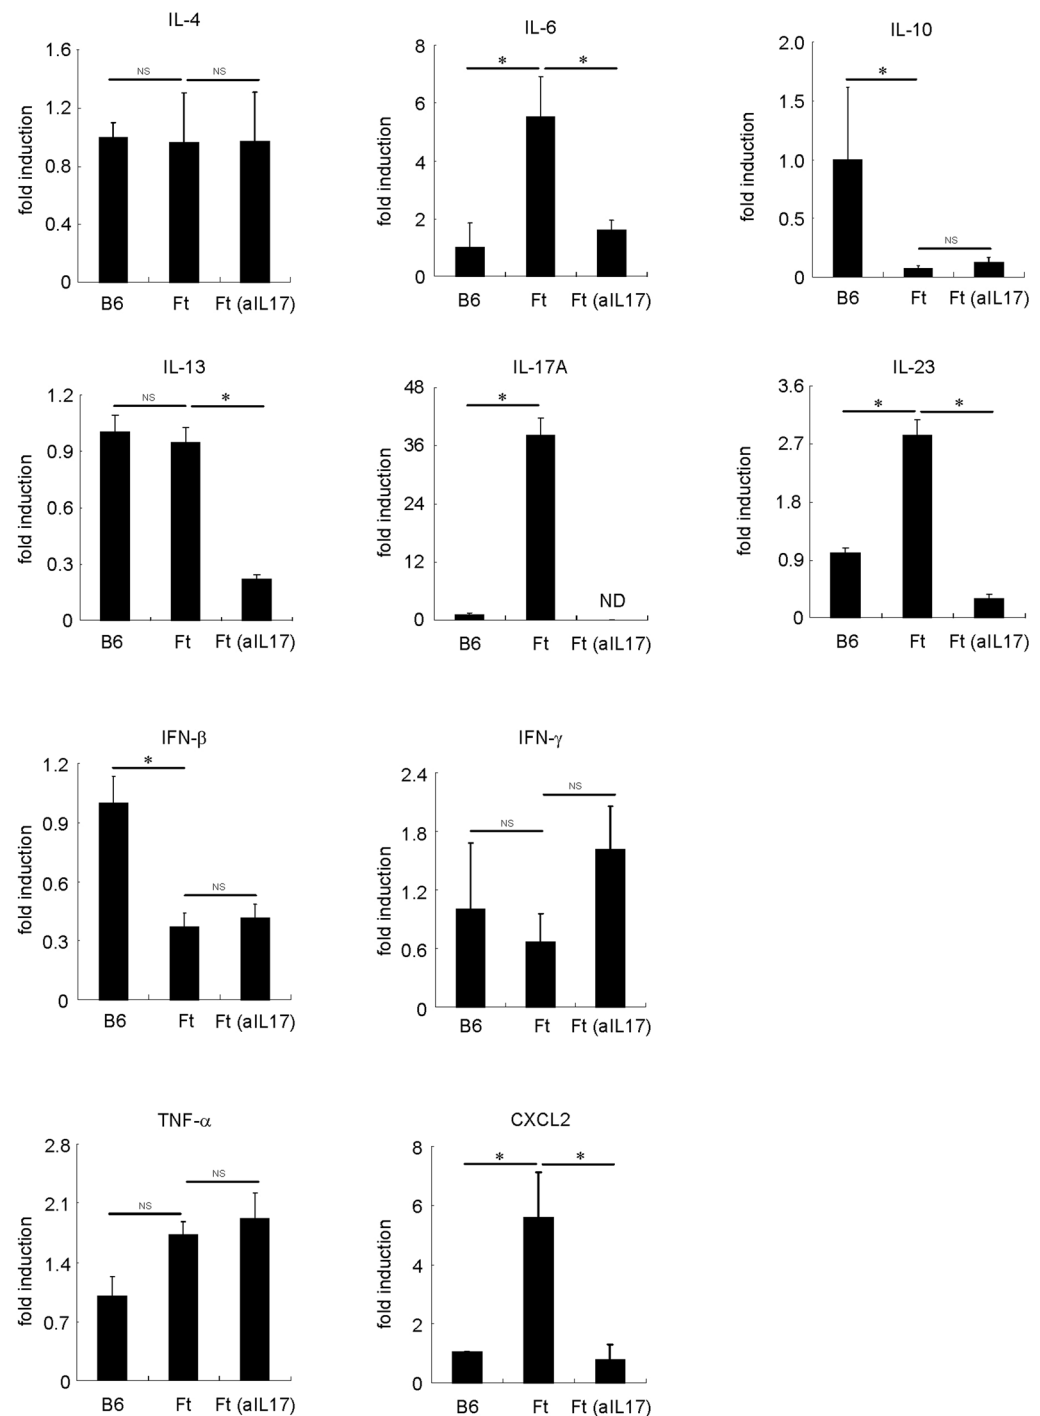 IL-4
fold induction
1.6
1.2
0.8
0.4
0
NS
NS
B6 Ft Ft (aIL17)
IL-6
fold induction
8
6
4
2
0
*
*
B6 Ft Ft (aIL17)
IL-10
fold induction
2.0
1.5
1.0
0.5
0
*
NS
B6 Ft Ft (aIL17)
IL-13
fold induction
1.2
0.9
0.6
0.3
0
NS
*
B6 Ft Ft (aIL17)
IL-17A
fold induction
48
36
24
12
0
*
ND
B6 Ft Ft (aIL17)
IL-23
fold induction
3.6
2.7
1.8
0.9
0
*
*
B6 Ft Ft (aIL17)
IFN-β
fold induction
1.2
0.9
0.6
0.3
0
*
NS
B6 Ft Ft (aIL17)
IFN-γ
fold induction
2.4
1.8
1.2
0.6
0
NS
NS
B6 Ft Ft (aIL17)
TNF-α
fold induction
2.8
2.1
1.4
0.7
0
NS
NS
B6 Ft Ft (aIL17)
CXCL2
fold induction
8
6
4
2
0
*
*
B6 Ft Ft (aIL17)